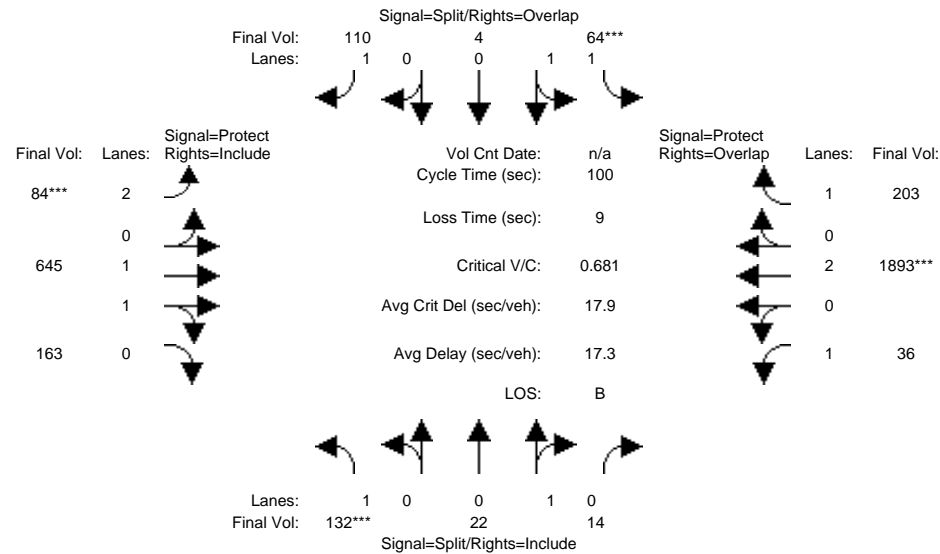 Signal=Split/Rights=Overlap
Final Vol: 110 4 64***
Lanes: 1 0 0 1 1
Signal=Protect
Final Vol: Lanes: Rights=Include
Vol Cnt Date: n/a
Signal=Protect
Rights=Overlap Lanes: Final Vol:
Cycle Time (sec): 100
84*** 2
1 203
Loss Time (sec): 9
0
0
645 1
Critical V/C: 0.681
2 1893***
1
Avg Crit Del (sec/veh): 17.9
0
163 0
Avg Delay (sec/veh): 17.3
1 36
LOS: B
Lanes: 1 0 0 1 0
Final Vol: 132*** 22 14
Signal=Split/Rights=Include